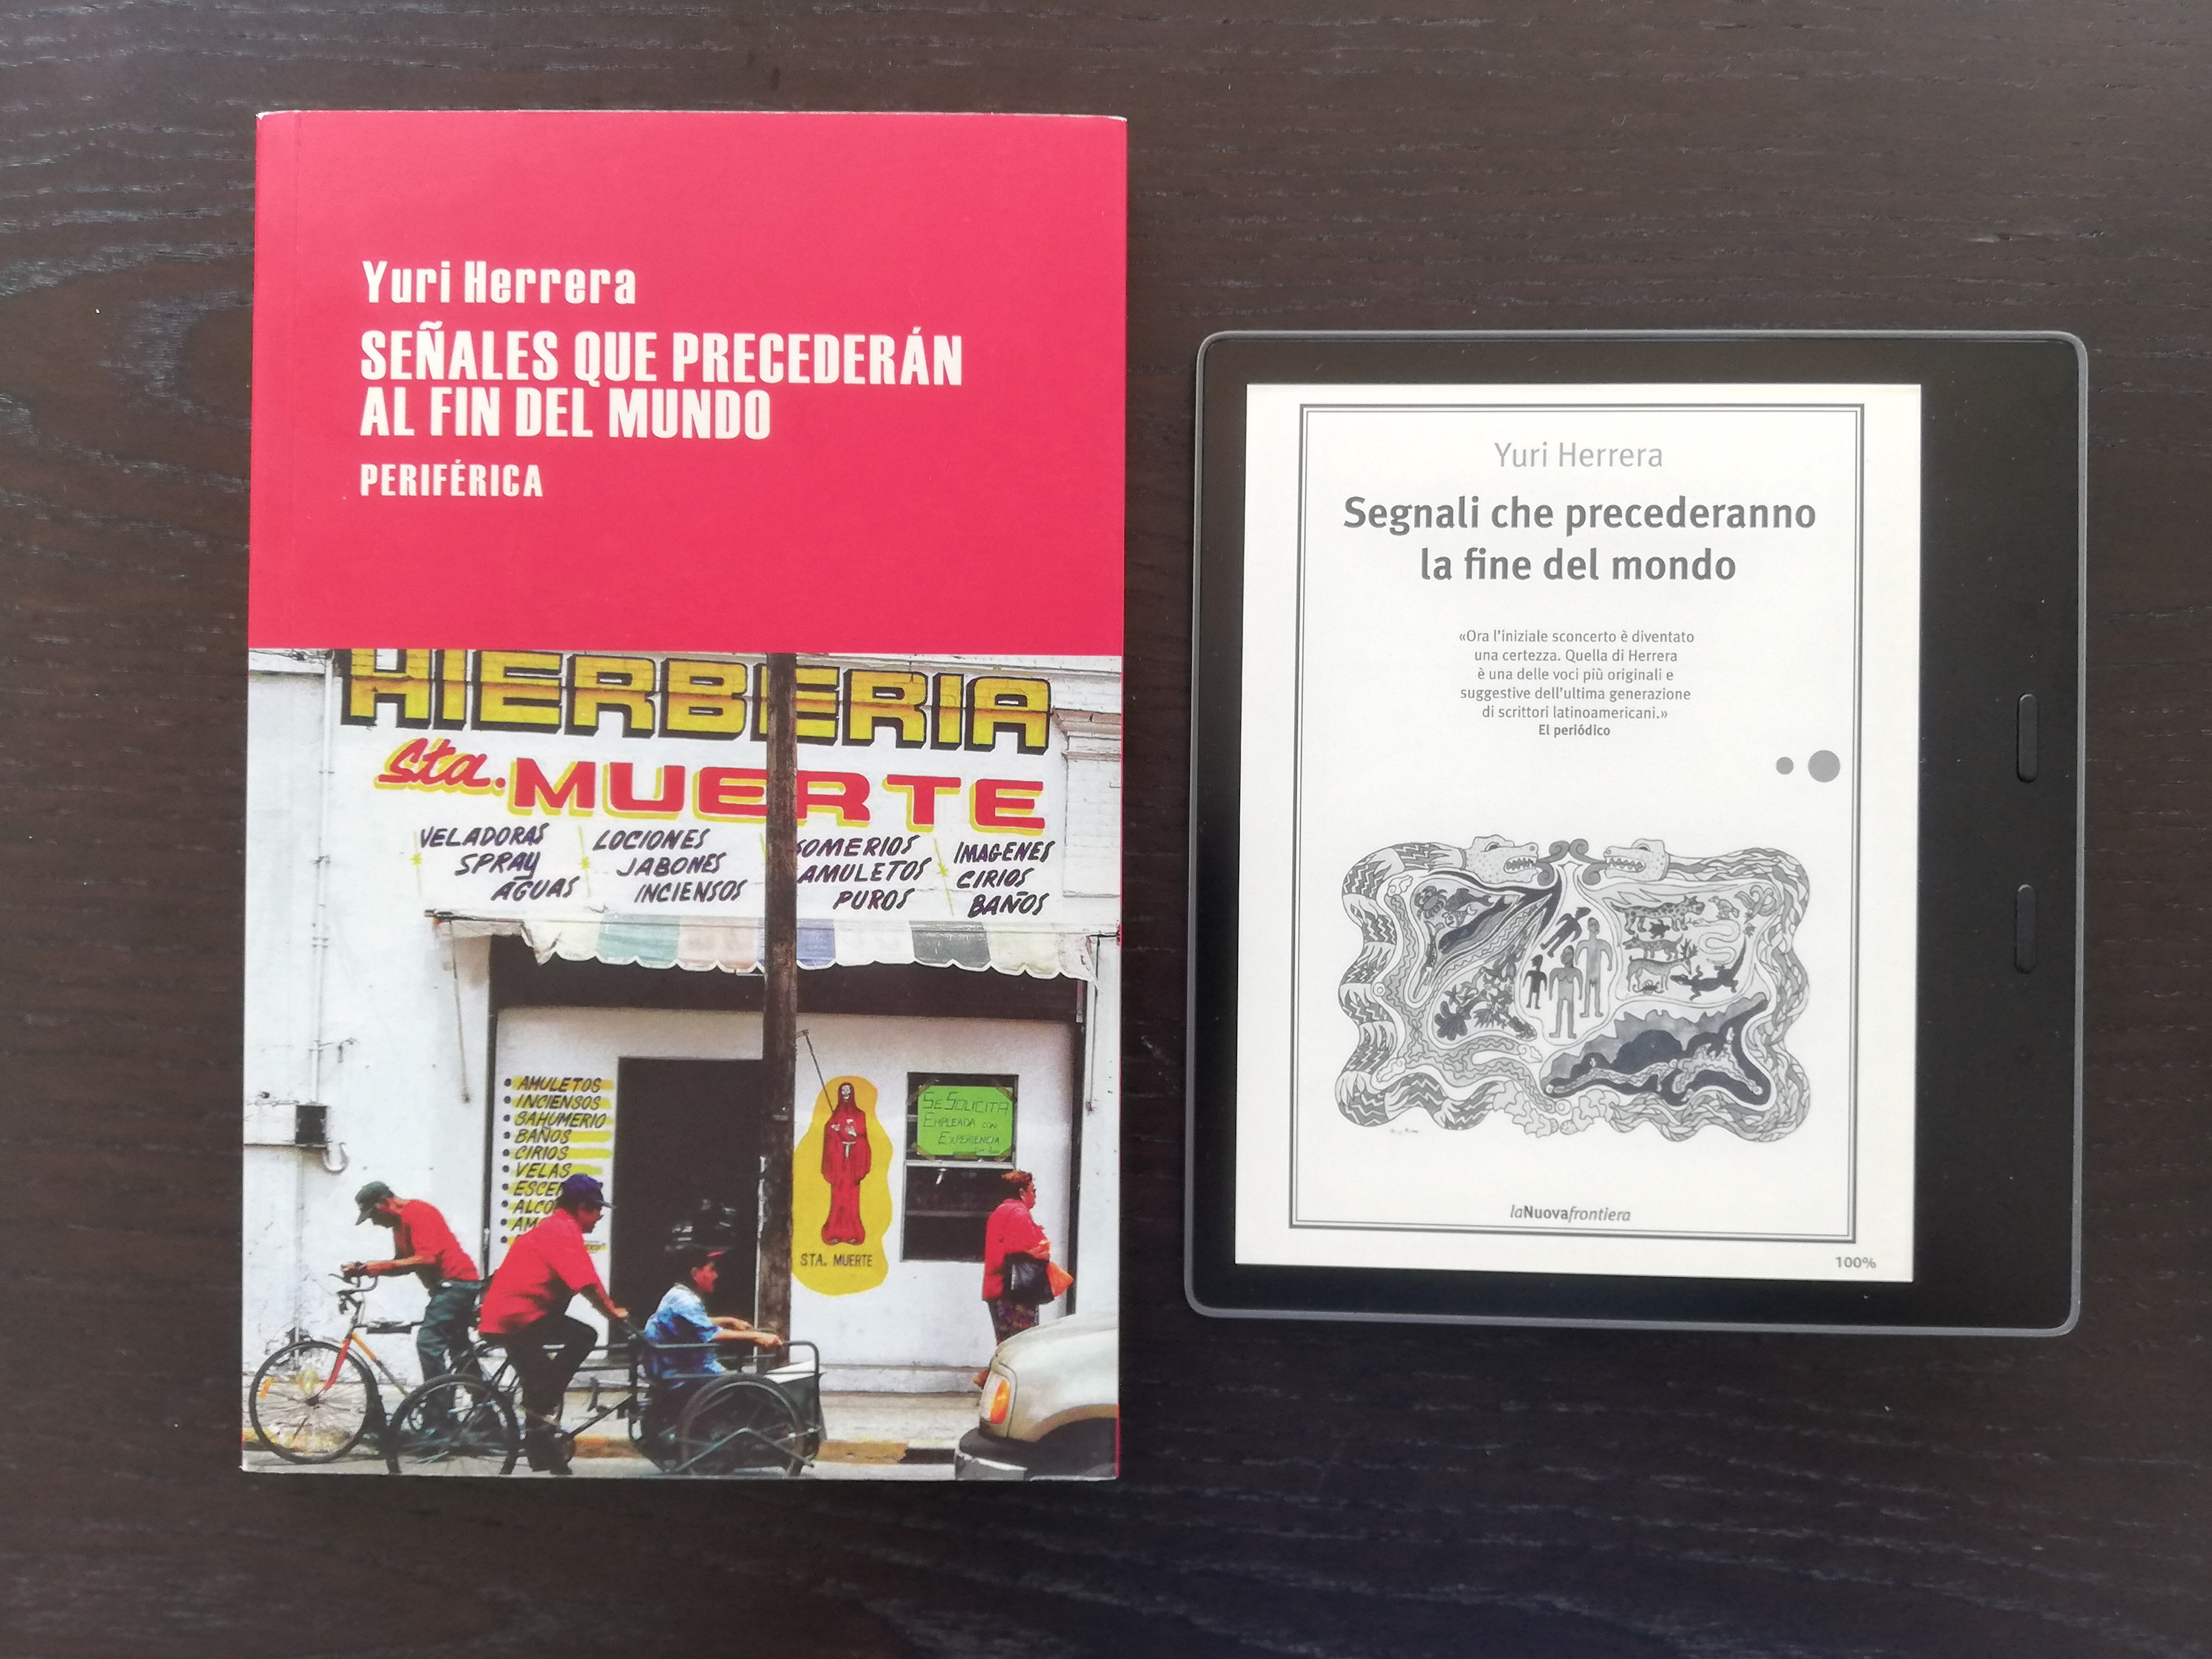 Yuri Herrera
SEÑALES QUE PRECEDERÁN
AL FIN DEL MUNDO
PERIFÉRICA
HIERBERIA
Sta. MUERTE
VELADORAS
SPRAY
AGUAS
LOCIONES
JABONES
INCIENSOS
AMULETOS
PUROS
IMAGENES
CIRIOS
BAÑOS
AMULETOS
INCIENSOS
SAHUMERIO
BAÑOS
CIRIOS
VELAS
STA. MUERTE
SE SOLICITA
EMPLEADA CON
EXPERIENCIA
Yuri Herrera
Segnali che precederanno
la fine del mondo
«Ora l'iniziale sconcerto è diventato
una certezza. Quella di Herrera
è una delle voci più originali e
suggestive dell'ultima generazione
di scrittori latinoamericani.»
El periódico
laNuovafrontiera
100%